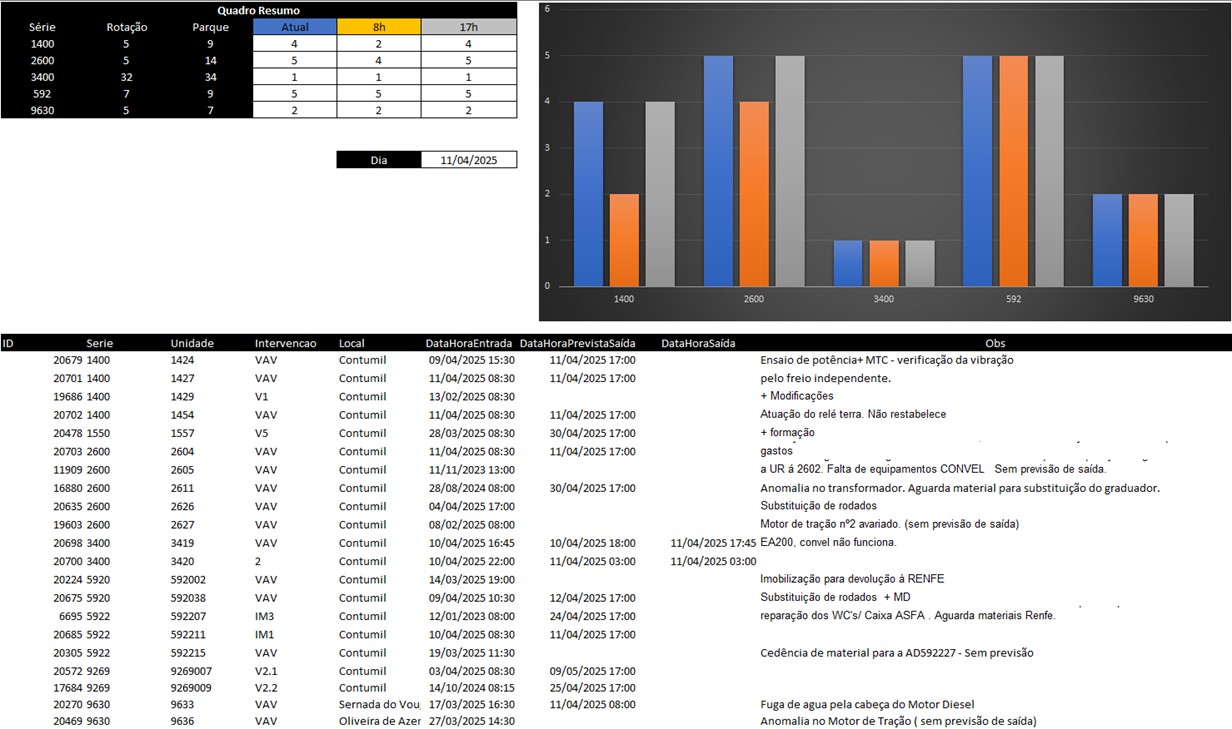 Quadro Resumo
Série Rotação Parque Atual 8h 17h
1400 5 9 4 2 4
2600 5 14 5 4 5
3400 32 34 1 1 1
592 7 9 5 5 5
9630 5 7 2 2 2
Dia 11/04/2025
6
5
4
3
2
1
0
1400 2600 3400 592 9630
ID Serie Unidade Intervencao Local DataHoraEntrada DataHoraPrevistaSaída DataHoraSaída Obs
20679 1400 1424 VAV Contumil 09/04/2025 15:30 11/04/2025 17:00 Ensaio de potência+ MTC - verificação da vibração
20701 1400 1427 VAV Contumil 11/04/2025 08:30 11/04/2025 17:00 pelo freio independente.
19686 1400 1429 V1 Contumil 13/02/2025 08:30 + Modificações
20702 1400 1454 VAV Contumil 11/04/2025 08:30 11/04/2025 17:00 Atuação do relé terra. Não restabelece
20478 1550 1557 V5 Contumil 28/03/2025 08:30 30/04/2025 17:00 + formação
20703 2600 2604 VAV Contumil 11/04/2025 08:30 11/04/2025 17:00 gastos
11909 2600 2605 VAV Contumil 11/11/2023 13:00 a UR á 2602. Falta de equipamentos CONVEL Sem previsão de saída.
16880 2600 2611 VAV Contumil 28/08/2024 08:00 30/04/2025 17:00 Anomalia no transformador. Aguarda material para substituição do graduador.
20635 2600 2626 VAV Contumil 04/04/2025 17:00 Substituição de rodados
19603 2600 2627 VAV Contumil 08/02/2025 08:00 Motor de tração nº2 avariado. (sem previsão de saída)
20698 3400 3419 VAV Contumil 10/04/2025 16:45 10/04/2025 18:00 11/04/2025 17:45 EA200, convel não funciona.
20700 3400 3420 2 Contumil 10/04/2025 22:00 11/04/2025 03:00 11/04/2025 03:00
20224 5920 592002 VAV Contumil 14/03/2025 19:00 Imobilização para devolução à RENFE
20675 5920 592038 VAV Contumil 09/04/2025 10:30 12/04/2025 17:00 Substituição de rodados + MD
6695 5922 592207 IM3 Contumil 12/01/2023 08:00 24/04/2025 17:00 reparação dos WC's/ Caixa ASFA . Aguarda materiais Renfe.
20685 5922 592211 IM1 Contumil 10/04/2025 08:30 11/04/2025 17:00
20305 5922 592215 VAV Contumil 19/03/2025 11:30 Cedência de material para a AD592227 - Sem previsão
20572 9269 9269007 V2.1 Contumil 03/04/2025 08:30 09/05/2025 17:00
17684 9269 9269009 V2.2 Contumil 14/10/2024 08:15 25/04/2025 17:00
20270 9630 9633 VAV Sernada do Vou 17/03/2025 16:30 11/04/2025 08:00 Fuga de agua pela cabeça do Motor Diesel
20469 9630 9636 VAV Oliveira de Azer 27/03/2025 14:30 Anomalia no Motor de Tração ( sem previsão de saída)